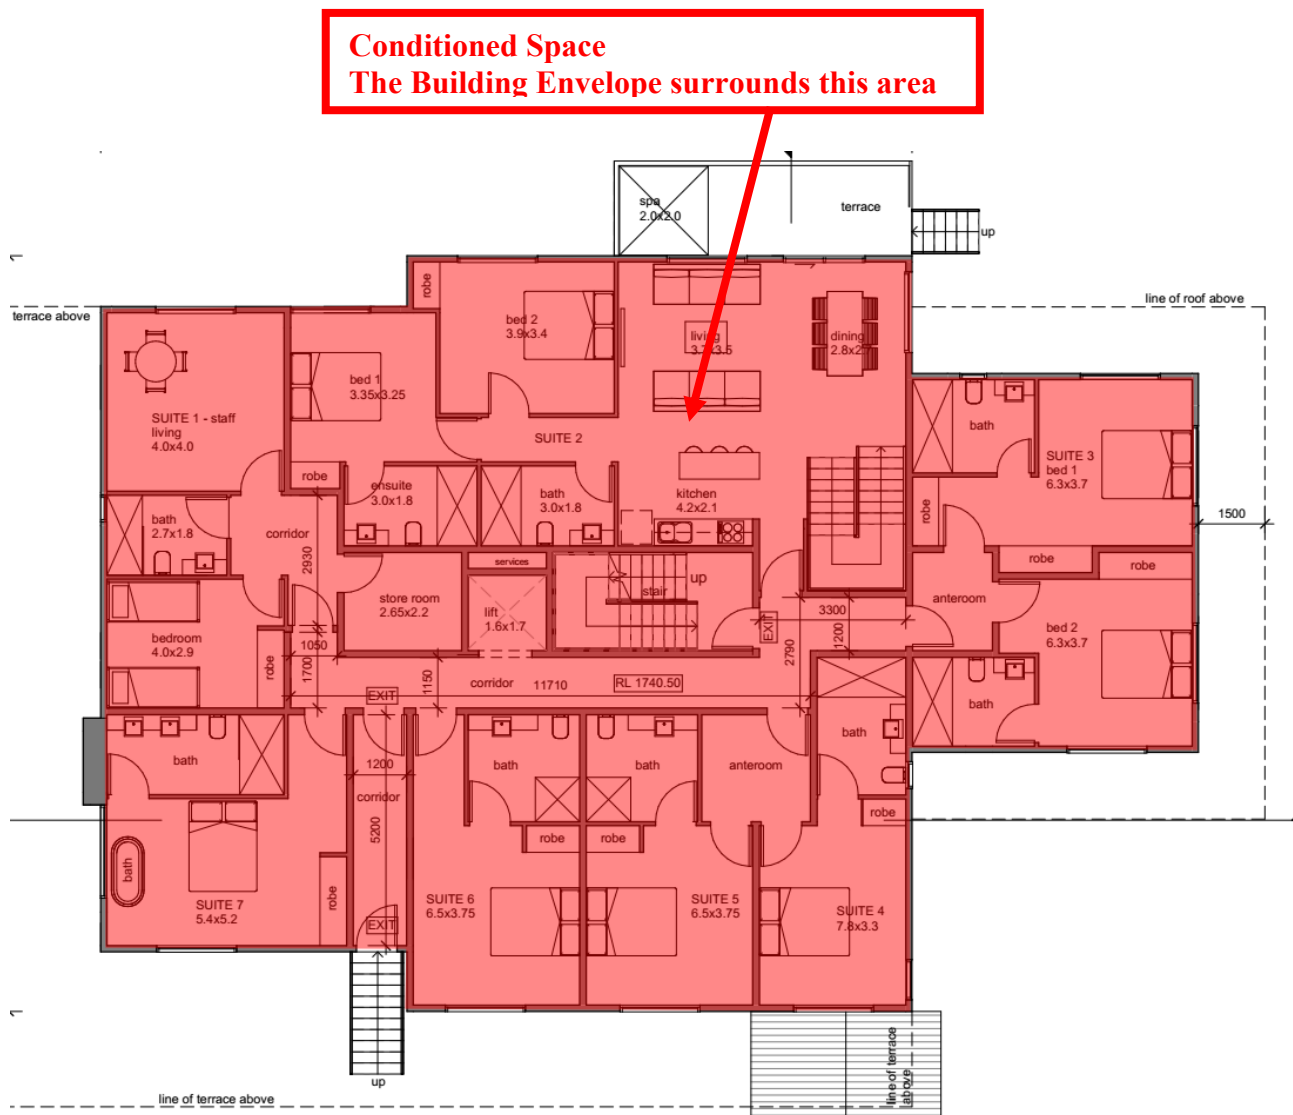 Conditioned Space
The Building Envelope surrounds this area
spa
2.0x2.0
terrace
up
line of roof above
terrace above
robe
bed 2
3.9x3.4
living
dining
bed 1
3.35x3.25
SUITE 1 - staff
living
4.0x4.0
SUITE 2
bath
SUITE 3
bed 1
6.3x3.7
robe
ensuite
3.0x1.8
bath
3.0x1.8
kitchen
4.2x2.1
robe
1500
bath
2.7x1.8
corridor
2930
services
robe
robe
store room
2.65x2.2
lift
1.6x1.7
up
stair
anteroom
3300
EXIT
1200
2790
bed 2
6.3x3.7
bedroom
4.0x2.9
robe
1050
1700
EXIT
1150
corridor
11710
RL 1740.50
bath
bath
bath
bath
anteroom
bath
1200
corridor
5200
robe
robe
robe
bath
SUITE 7
5.4x5.2
robe
EXIT
SUITE 6
6.5x3.75
SUITE 5
6.5x3.75
SUITE 4
7.8x3.3
up
line of terrace
above
line of terrace above